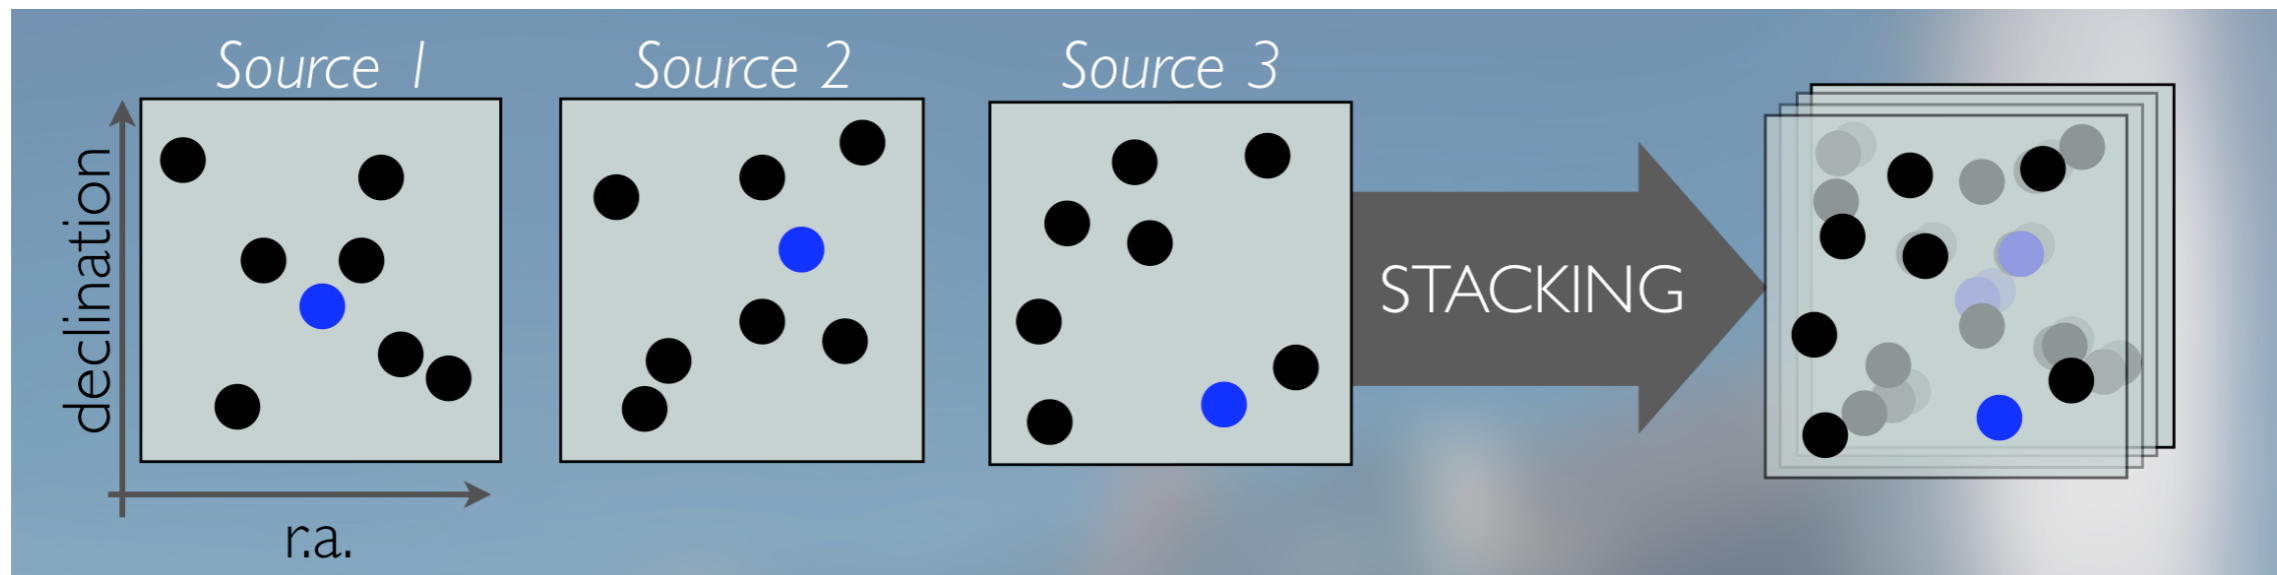 Source 1
Source 2
Source 3
declination
r.a.
STACKING